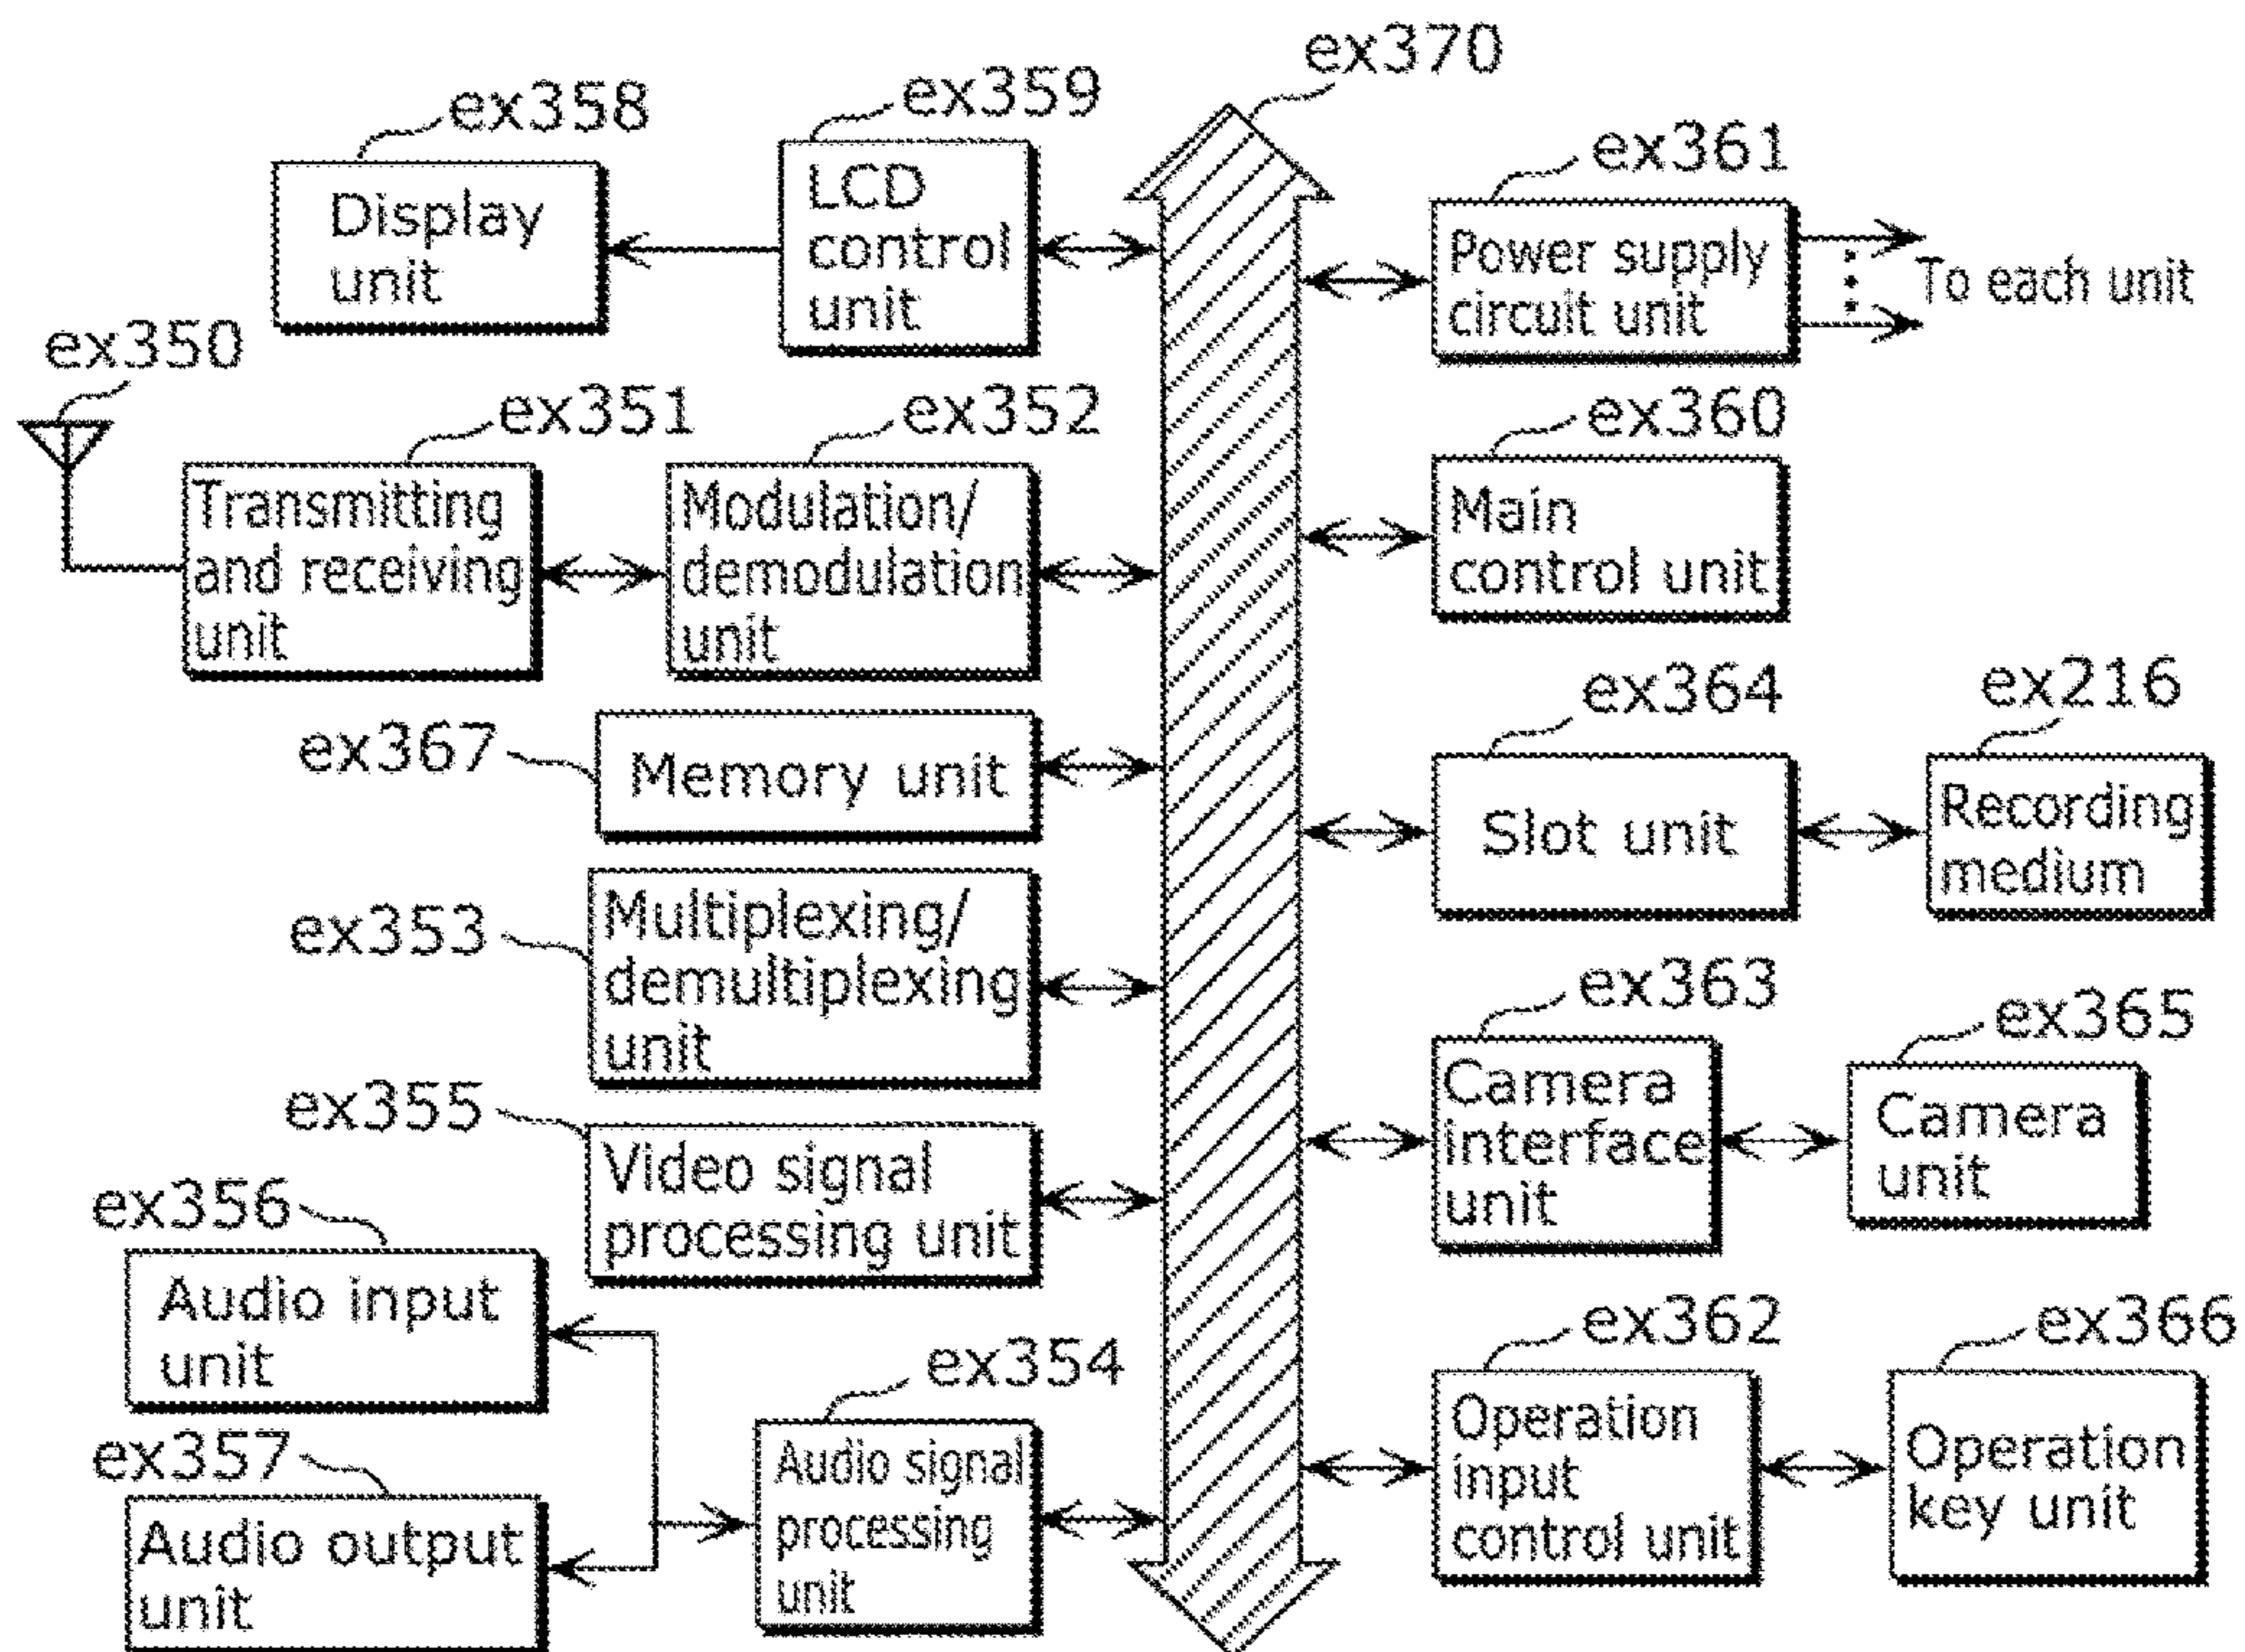 ex370
ex358
ex359
ex361
Display
unit
LCD
control
unit
Power supply
circuit unit
To each unit
ex350
ex351
ex352
ex360
Transmitting
and receiving
unit
Modulation/
demodulation
unit
Main
control unit
ex367
Memory unit
ex364
ex216
Slot unit
Recording
medium
ex353
Multiplexing/
demultiplexing
unit
ex363
ex365
Camera
interface
unit
Camera
unit
ex355
Video signal
processing unit
ex356
Audio input
unit
ex354
ex362
ex366
ex357
Audio output
unit
Audio signal
processing
unit
Operation
input
control unit
Operation
key unit